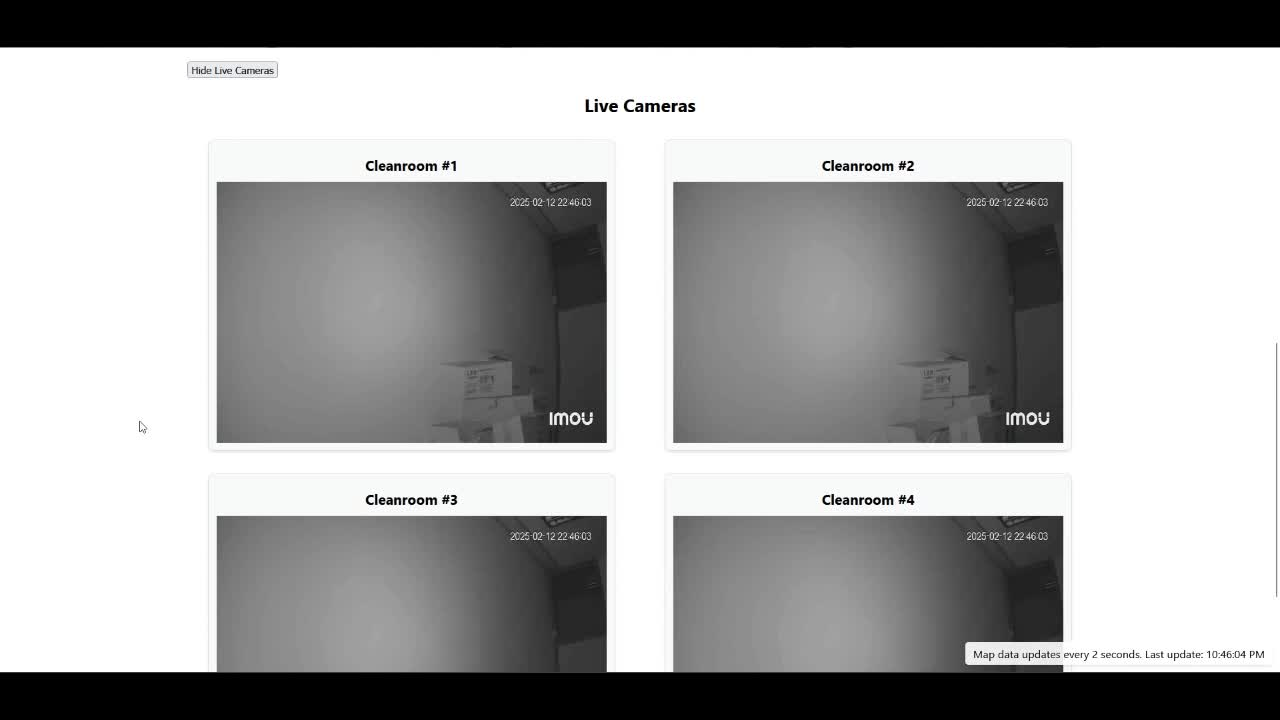 Hide Live Cameras
Live Cameras
Cleanroom #1
Cleanroom #2
2025-02-12 22:46:03
2025-02-12 22:46:03
IMOU
IMOU
Cleanroom #3
Cleanroom #4
2025-02-12 22:46:03
2025-02-12 22:46:03
Map data updates every 2 seconds. Last update: 10:46:04 PM